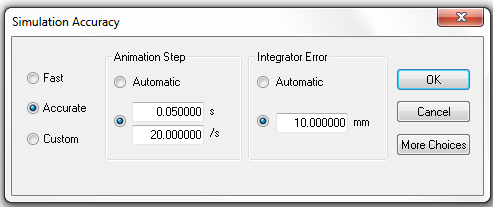 Simulation Accuracy
Fast
Accurate
Custom
Animation Step
Automatic
0.050000 s
20.000000 /s
Integrator Error
Automatic
10.000000 mm
OK
Cancel
More Choices